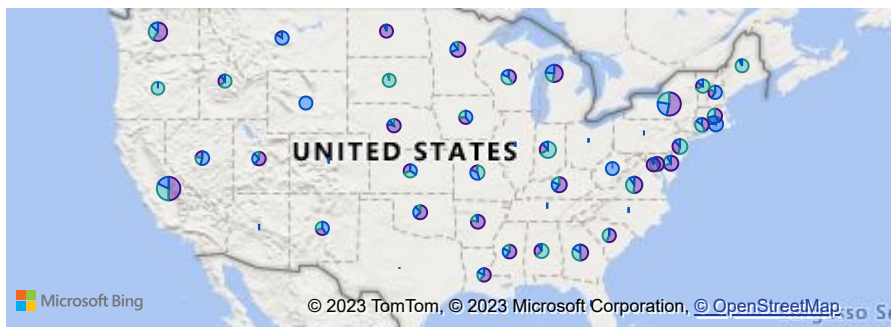 UNITED STATES
Microsoft Bing
© 2023 TomTom, © 2023 Microsoft Corporation, © OpenStreetMap